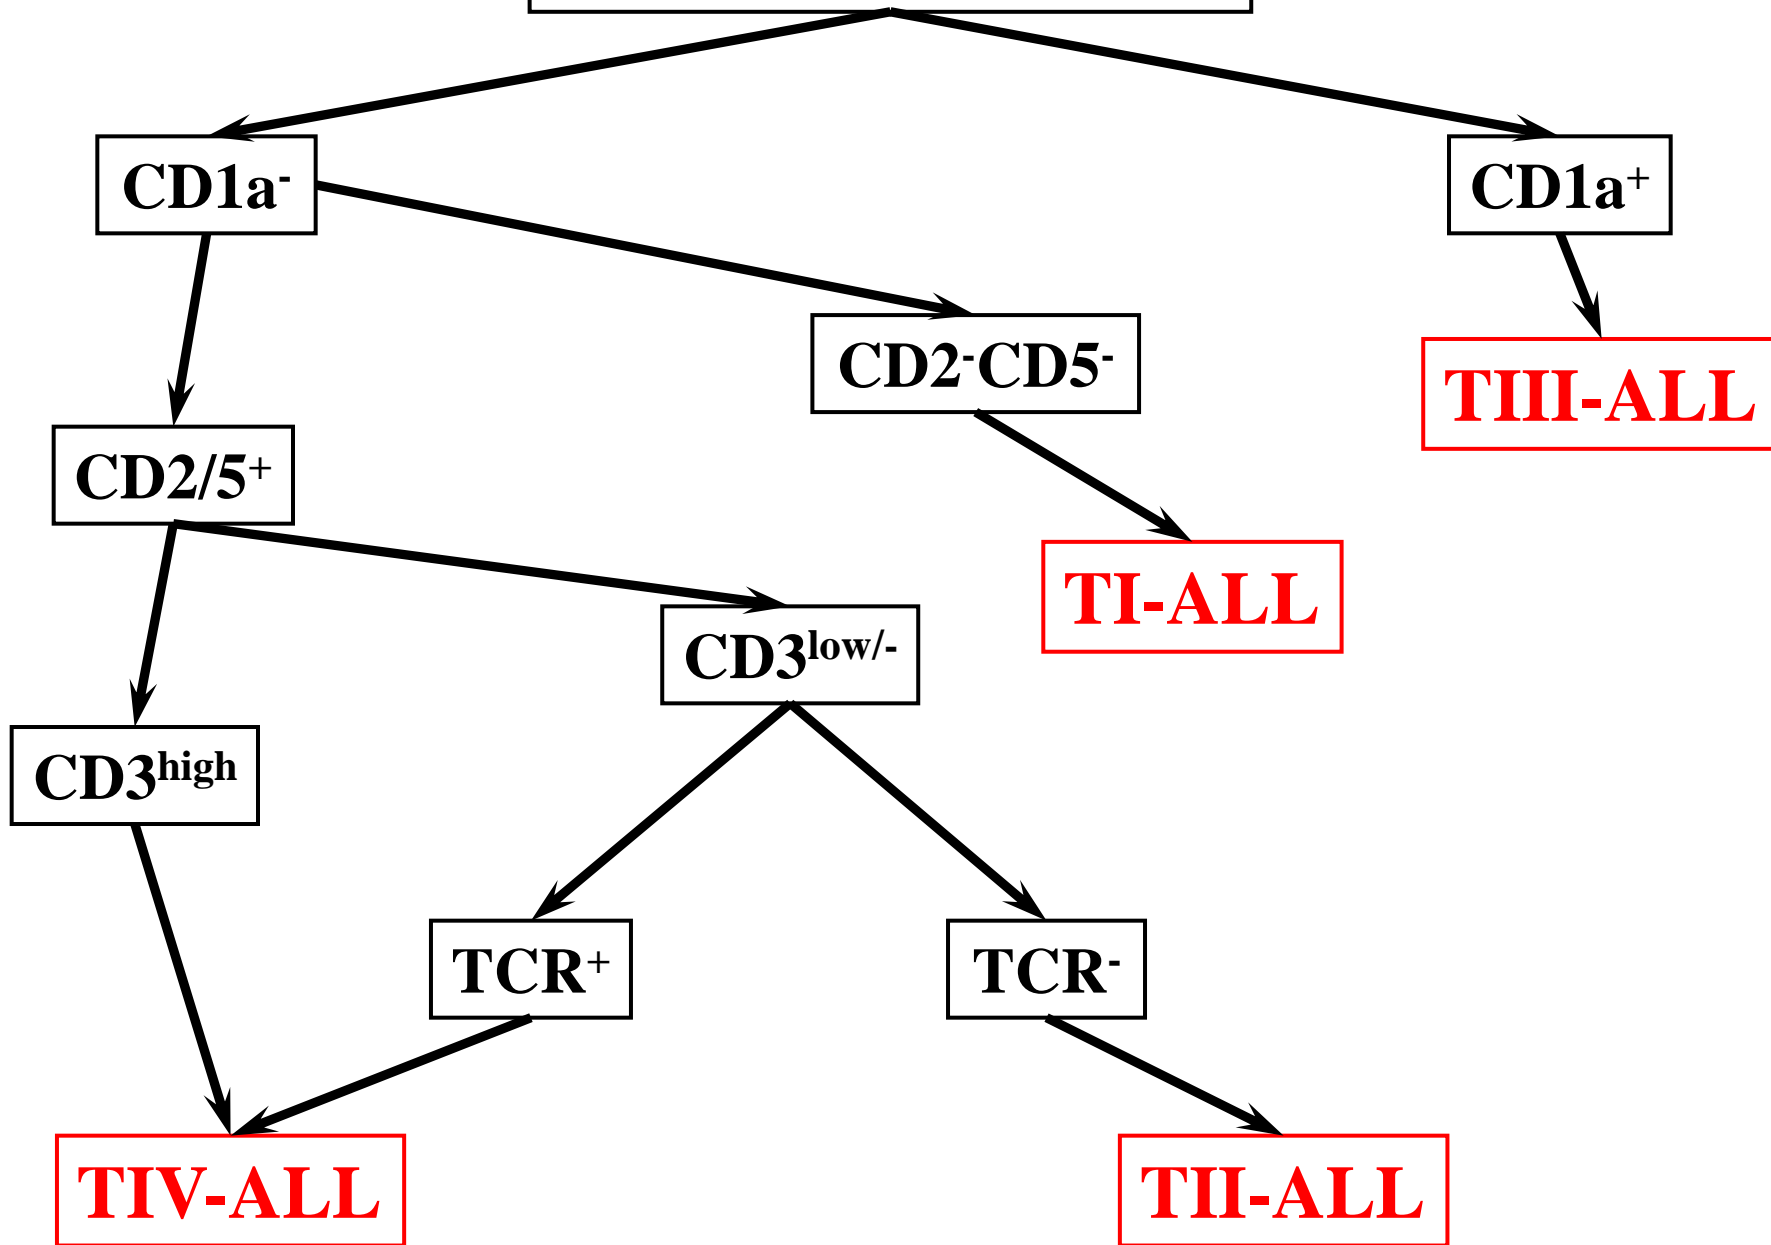 CD1a⁻
CD1a⁺
CD2⁻CD5⁻
TIII-ALL
CD2/5⁺
TI-ALL
CD3low/-
CD3high
TCR⁺
TCR⁻
TIV-ALL
TII-ALL